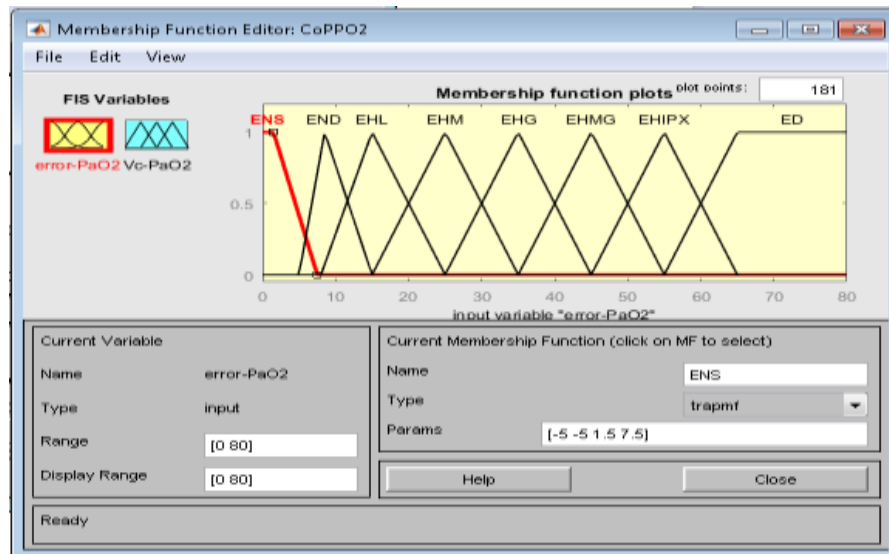 Membership Function Editor: CoPPO2
File Edit View
FIS Variables
error-PaO2 Vc-PaO2
Membership function plots plot points: 181
ENS END EHL EHM EHG EHMG EHIPX ED
1
0.5
0
0 10 20 30 40 50 60 70 80
input variable "error-PaO2"
Current Variable
Name error-PaO2
Type input
Range [0 80]
Display Range [0 80]
Current Membership Function (click on MF to select)
Name ENS
Type trapmf
Params [-5 -5 1.5 7.5]
Help Close
Ready